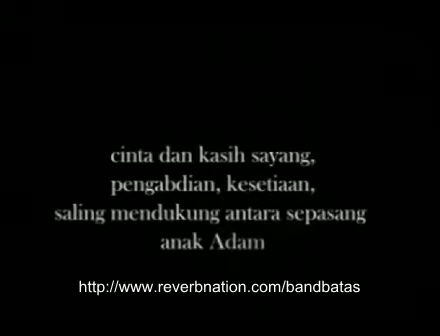 cinta dan kasih sayang,
pengabdian, kesetiaan,
saling mendukung antara sepasang
anak Adam
http://www.reverbnation.com/bandbatas